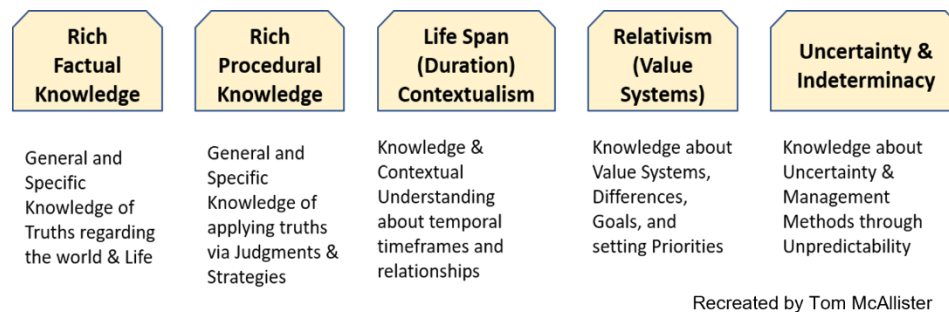 Rich
Factual
Knowledge
Rich
Procedural
Knowledge
Life Span
(Duration)
Contextualism
Relativism
(Value
Systems)
Uncertainty &
Indeterminacy
General and
Specific
Knowledge of
Truths regarding
the world & Life
General and
Specific
Knowledge of
applying truths
via Judgments &
Strategies
Knowledge &
Contextual
Understanding
about temporal
timeframes and
relationships
Knowledge about
Value Systems,
Differences,
Goals, and
setting Priorities
Knowledge about
Uncertainty &
Management
Methods through
Unpredictability
Recreated by Tom McAllister